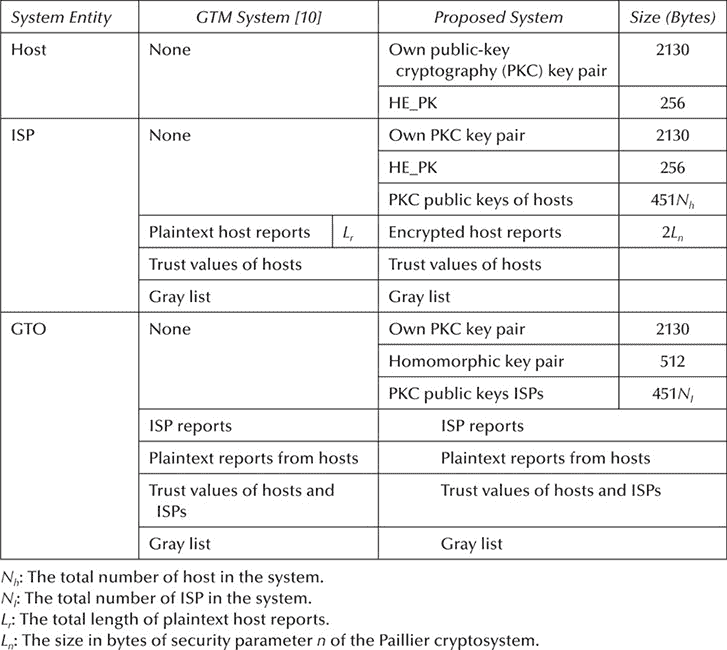 System Entity GTM System [10] Proposed System Size (Bytes)
Host None Own public-key 2130
cryptography (PKC) key pair
HE_PK 256
ISP None Own PKC key pair 2130
HE_PK 256
PKC public keys of hosts 451Nh
Plaintext host reports Lr Encrypted host reports 2Ln
Trust values of hosts Trust values of hosts
Gray list Gray list
GTO None Own PKC key pair 2130
Homomorphic key pair 512
PKC public keys ISPs 451NI
ISP reports ISP reports
Plaintext reports from hosts Plaintext reports from hosts
Trust values of hosts and Trust values of hosts and ISPs
ISPs
Gray list Gray list
Nh: The total number of host in the system.
NI: The total number of ISP in the system.
Lr: The total length of plaintext host reports.
Ln: The size in bytes of security parameter n of the Paillier cryptosystem.